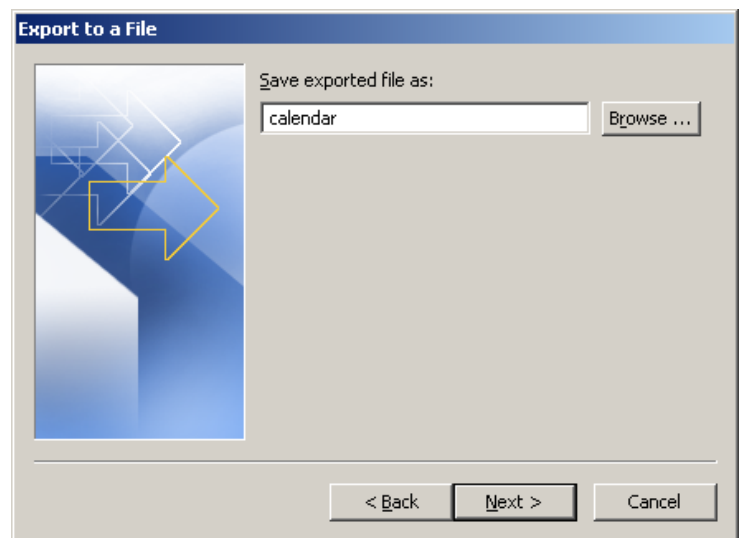 Export to a File
Save exported file as:
calendar
Browse ...
< Back
Next >
Cancel